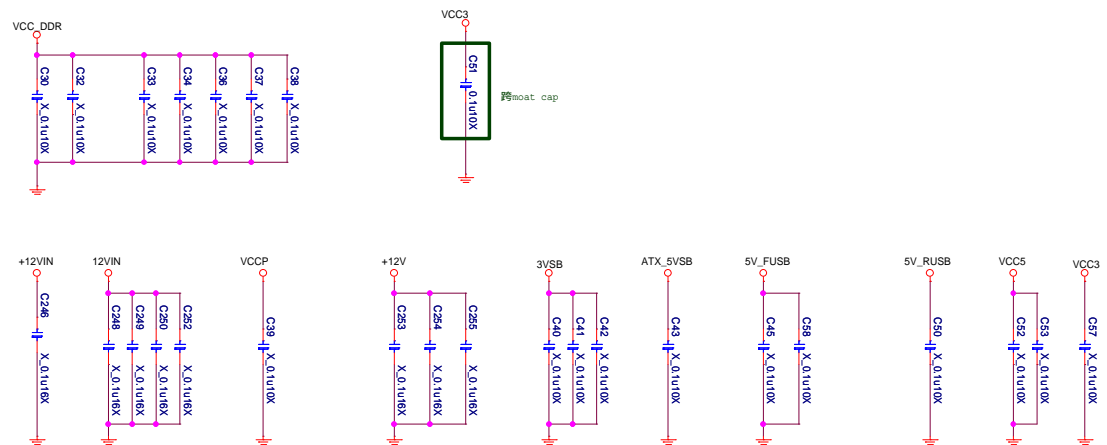 VCC_DDR
VCC3
C30
C32
C33
C34
C36
C37
C38
X_0.1u10X
X_0.1u10X
X_0.1u10X
X_0.1u10X
X_0.1u10X
X_0.1u10X
X_0.1u10X
C51
0.1u10X
跨moat cap
+12VIN
12VIN
VCCP
+12V
3VSB
ATX_5VSB
5V_FUSB
5V_RUSB
VCC5
VCC3
C246
C248
C249
C250
C252
C39
C253
C254
C255
C40
C41
C42
C43
C45
C58
C50
C52
C53
C57
X_0.1u16X
X_0.1u16X
X_0.1u16X
X_0.1u16X
X_0.1u16X
X_0.1u10X
X_0.1u16X
X_0.1u16X
X_0.1u16X
X_0.1u10X
X_0.1u10X
X_0.1u10X
X_0.1u10X
X_0.1u10X
X_0.1u10X
X_0.1u10X
X_0.1u10X
X_0.1u10X
X_0.1u10X